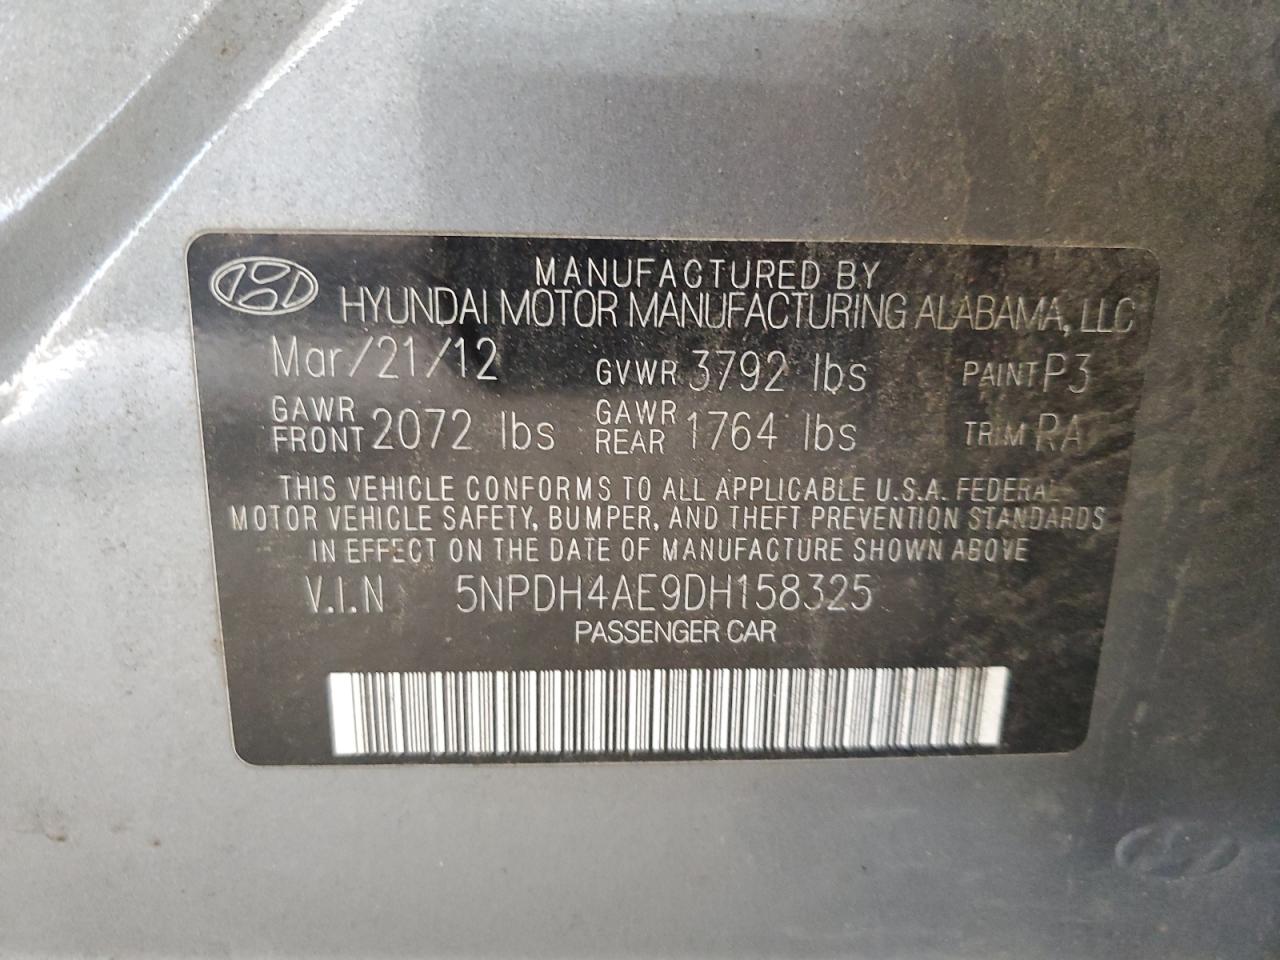 MANUFACTURED BY
HYUNDAI MOTOR MANUFACTURING ALABAMA, LLC
Mar/21/12 GVWR 3792 lbs PAINT P3
GAWR FRONT 2072 lbs GAWR REAR 1764 lbs TRIM RA
THIS VEHICLE CONFORMS TO ALL APPLICABLE U.S.A. FEDERAL
MOTOR VEHICLE SAFETY, BUMPER, AND THEFT PREVENTION STANDARDS
IN EFFECT ON THE DATE OF MANUFACTURE SHOWN ABOVE
V.I.N 5NPDH4AE9DH158325
PASSENGER CAR